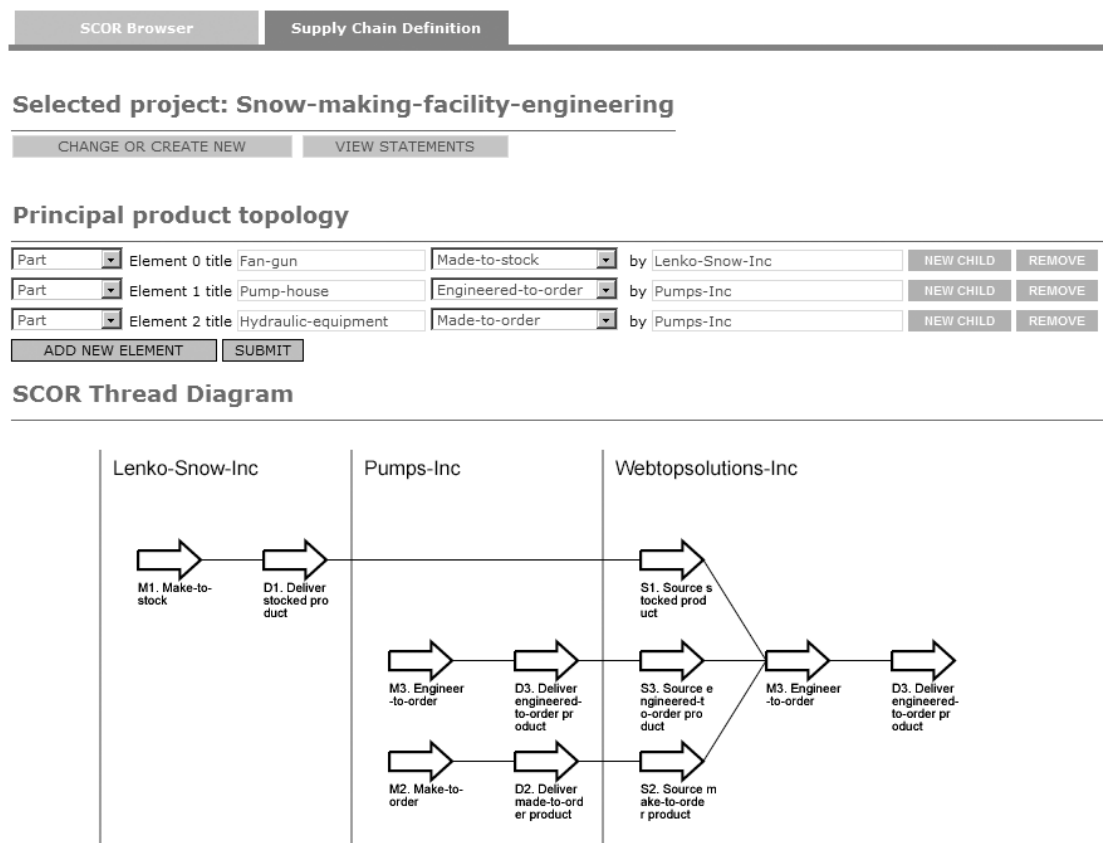 SCOR Browser Supply Chain Definition
Selected project: Snow-making-facility-engineering
CHANGE OR CREATE NEW VIEW STATEMENTS
Principal product topology
Part Element 0 title Fan-gun Made-to-stock by Lenko-Snow-Inc NEW CHILD REMOVE
Part Element 1 title Pump-house Engineered-to-order by Pumps-Inc NEW CHILD REMOVE
Part Element 2 title Hydraulic-equipment Made-to-order by Pumps-Inc NEW CHILD REMOVE
ADD NEW ELEMENT SUBMIT
SCOR Thread Diagram
Lenko-Snow-Inc Pumps-Inc Webtopsolutions-Inc
M1. Make-to-
stock
D1. Deliver
stocked pro
duct
S1. Source s
tocked prod
uct
M3. Engineer
-to-order
D3. Deliver
engineered-
to-order pr
oduct
S3. Source e
ngineered-t
o-order pro
duct
M3. Engineer
-to-order
D3. Deliver
engineered-
to-order pr
oduct
M2. Make-to-
order
D2. Deliver
made-to-ord
er product
S2. Source m
ake-to-orde
r product